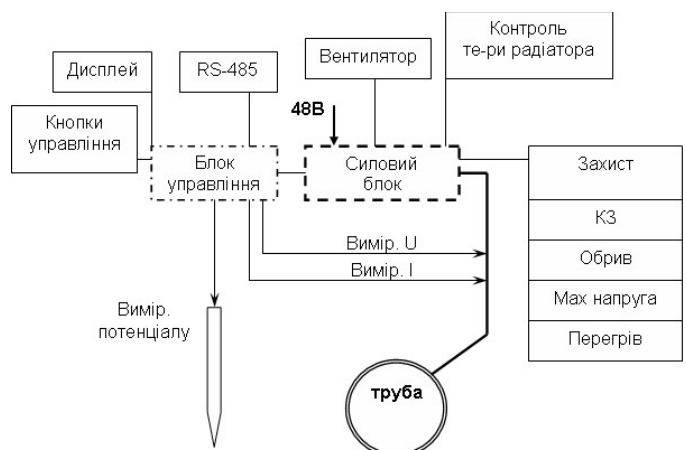 Контроль
те-ри радіатора
Вентилятор
RS-485
Дисплей
Кнопки
управління
48В
Блок
управління
Силовий
блок
Захист
КЗ
Обрив
Мах напруга
Перегрів
Вимір. U
Вимір. I
Вимір.
потенціалу
труба